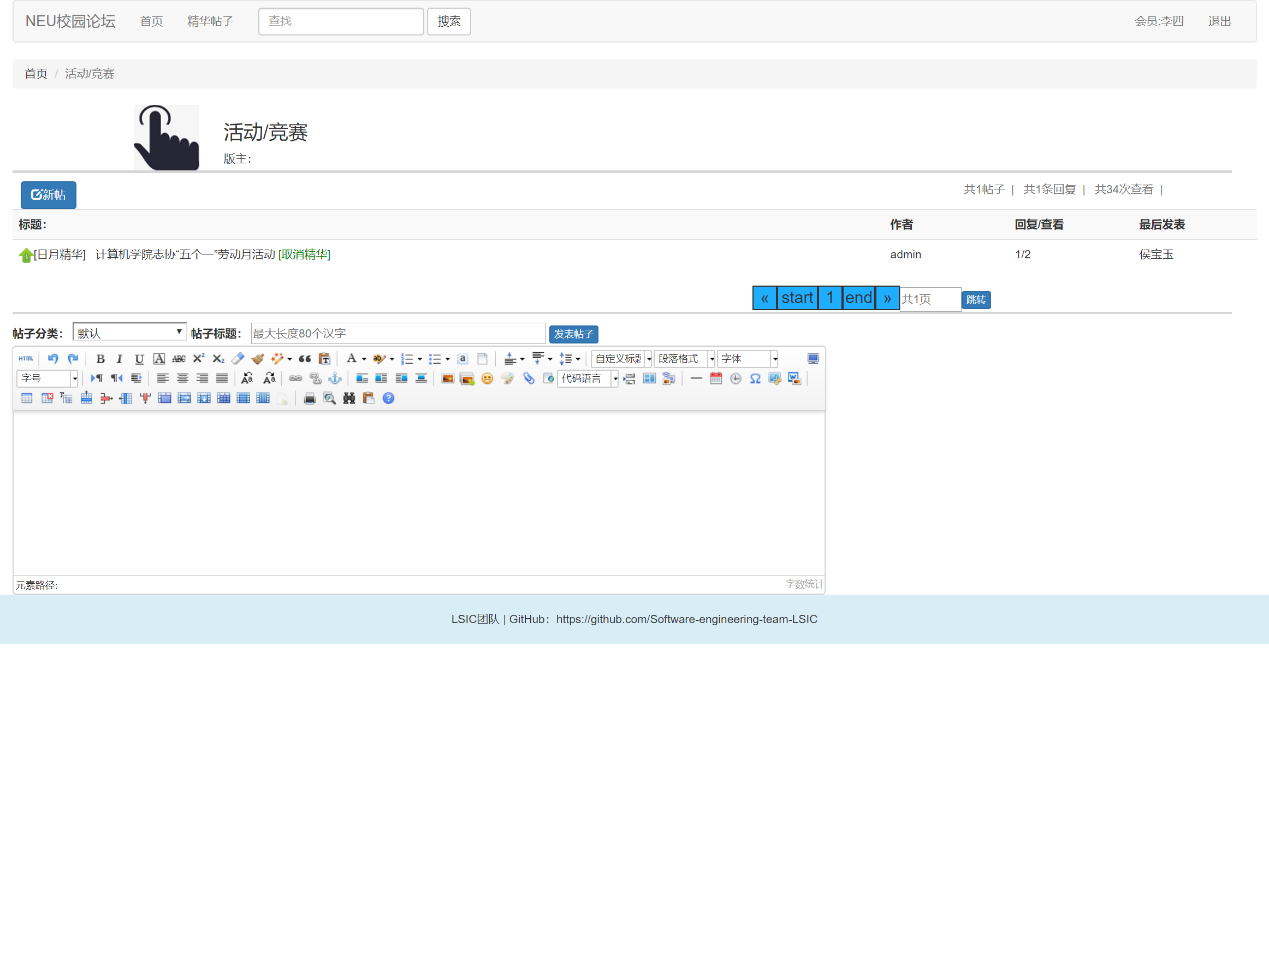 NEU校园论坛 首页 精华帖子 查找 搜索 会员:李四 退出
首页 / 活动/竞赛
活动/竞赛
版主：
新帖 共1帖子 | 共1条回复 | 共34次查看 |
标题： 作者 回复/查看 最后发表
[日月精华] 计算机学院志协“五个一”劳动月活动 [取消精华] admin 1/2 侯宝玉
« start 1 end » 共1页 跳转
帖子分类： 默认 帖子标题： 最大长度80个汉字 发表帖子
HTML B I U A ABC X² X₂ A ab a 自定义标题 段落格式 字体
字号 代码语言 Ω
元素路径: 字数统计
LSIC团队 | GitHub：https://github.com/Software-engineering-team-LSIC